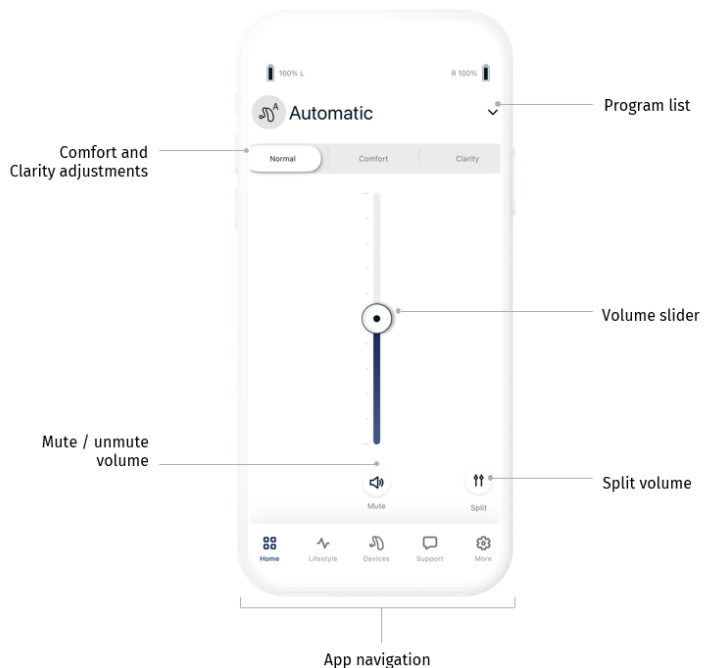 100% L
R 100%
A
Automatic
Program list
Comfort and
Clarity adjustments
Normal
Comfort
Clarity
Volume slider
Mute / unmute
volume
Split volume
Mute
Split
Home
Lifestyle
Devices
Support
More
App navigation